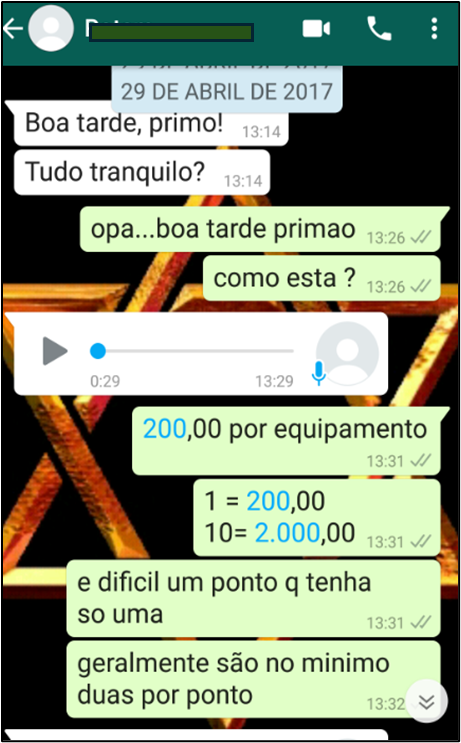 29 DE ABRIL DE 2017
Boa tarde, primo! 13:14
Tudo tranquilo? 13:14
opa...boa tarde primao 13:26
como esta ? 13:26
0:29 13:29
200,00 por equipamento
13:31
1 = 200,00
10= 2.000,00 13:31
e dificil um ponto q tenha
so uma 13:31
geralmente são no minimo
duas por ponto 13:32